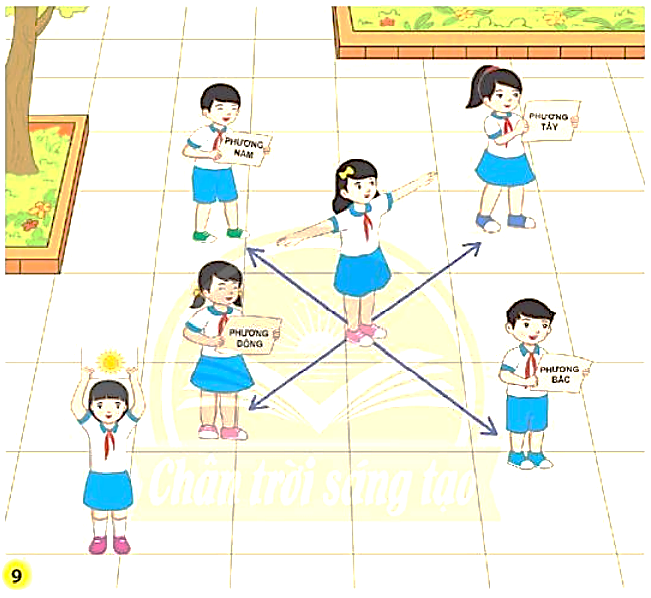 PHƯƠNG
NAM
PHƯƠNG
TÂY
PHƯƠNG
ĐÔNG
PHƯƠNG
BẮC
Chân trời sáng tạo
9